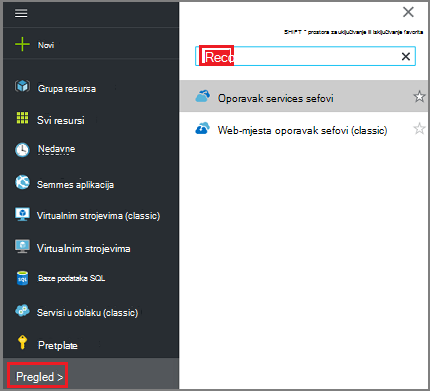 Novi
Grupa resursa
Svi resursi
Nedavne
Semmes aplikacija
Virtualnim strojevima (classic)
Virtualnim strojevima
Baze podataka SQL
Servisi u oblaku (classic)
Pretplate
Pregled >
SHIFT " prostora za uključivanje ili isključivanje favorita
Reco
Oporavak services sefovi
Web-mjesta oporavak sefovi (classic)